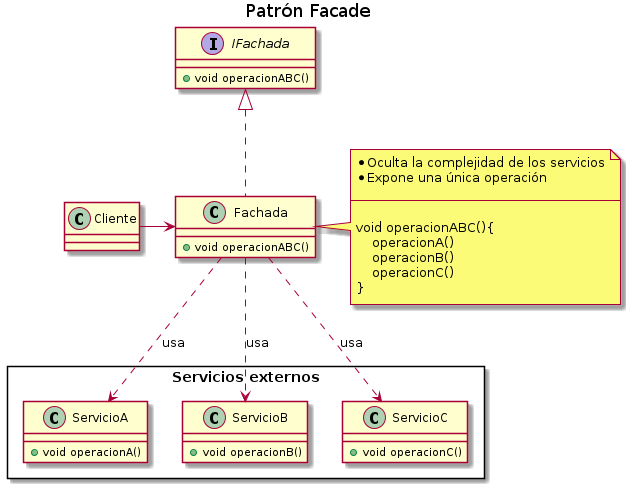 Patrón Facade
I IFachada
void operacionABC()
• Oculta la complejidad de los servicios
• Expone una única operación
C Cliente
C Fachada
void operacionABC()
void operacionABC(){
operacionA()
operacionB()
operacionC()
}
usa
usa
usa
Servicios externos
C ServicioA
void operacionA()
C ServicioB
void operacionB()
C ServicioC
void operacionC()